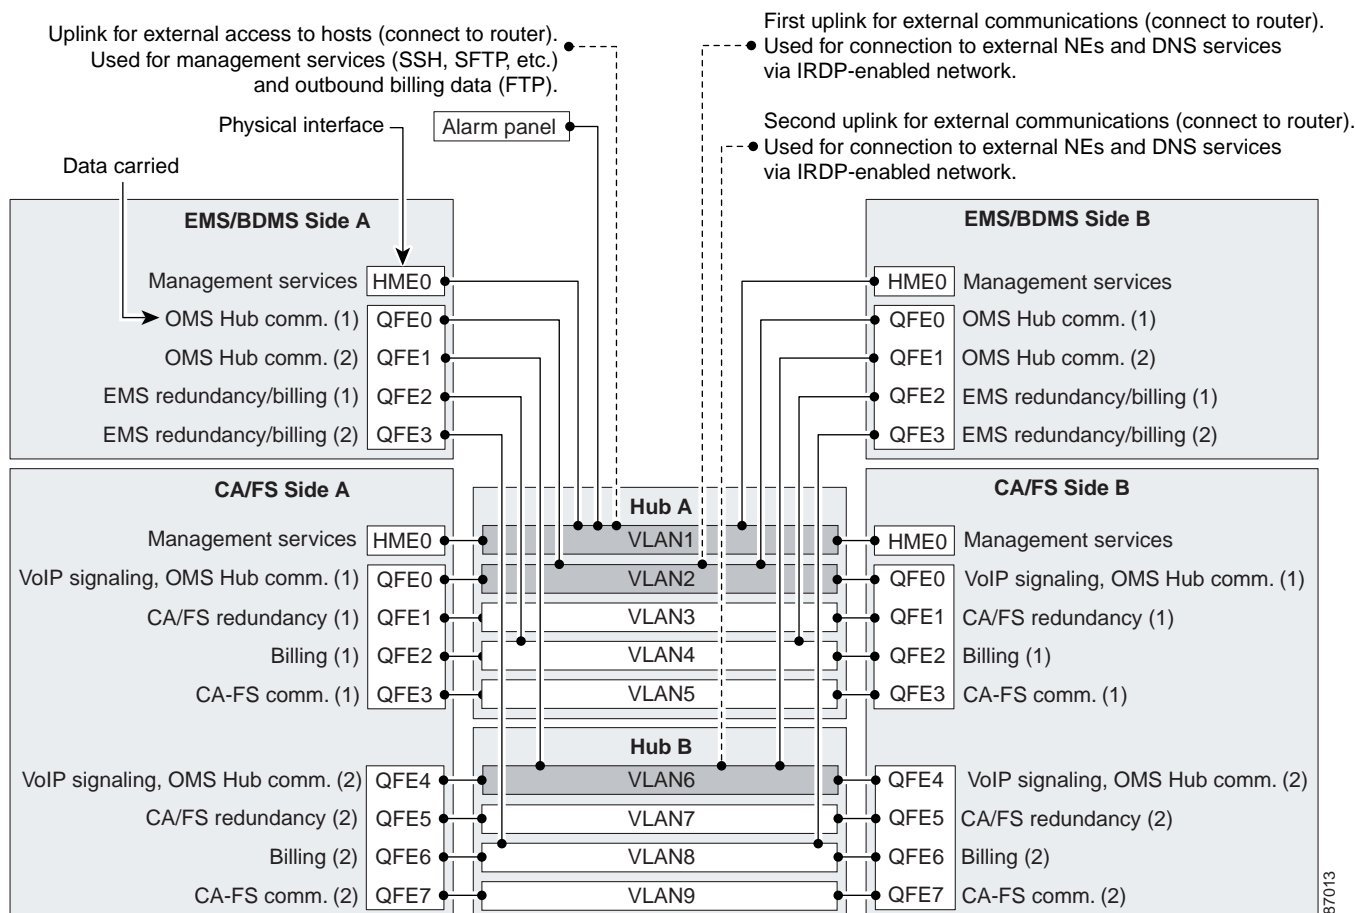 Uplink for external access to hosts (connect to router).
Used for management services (SSH, SFTP, etc.)
and outbound billing data (FTP).
First uplink for external communications (connect to router).
Used for connection to external NEs and DNS services
via IRDP-enabled network.
Physical interface
Alarm panel
Second uplink for external communications (connect to router).
Used for connection to external NEs and DNS services
via IRDP-enabled network.
Data carried
EMS/BDMS Side A
Management services HME0
OMS Hub comm. (1) QFE0
OMS Hub comm. (2) QFE1
EMS redundancy/billing (1) QFE2
EMS redundancy/billing (2) QFE3
EMS/BDMS Side B
HME0 Management services
QFE0 OMS Hub comm. (1)
QFE1 OMS Hub comm. (2)
QFE2 EMS redundancy/billing (1)
QFE3 EMS redundancy/billing (2)
CA/FS Side A
Management services HME0
VoIP signaling, OMS Hub comm. (1) QFE0
CA/FS redundancy (1) QFE1
Billing (1) QFE2
CA-FS comm. (1) QFE3
VoIP signaling, OMS Hub comm. (2) QFE4
CA/FS redundancy (2) QFE5
Billing (2) QFE6
CA-FS comm. (2) QFE7
Hub A
VLAN1
VLAN2
VLAN3
VLAN4
VLAN5
Hub B
VLAN6
VLAN7
VLAN8
VLAN9
CA/FS Side B
HME0 Management services
QFE0 VoIP signaling, OMS Hub comm. (1)
QFE1 CA/FS redundancy (1)
QFE2 Billing (1)
QFE3 CA-FS comm. (1)
QFE4 VoIP signaling, OMS Hub comm. (2)
QFE5 CA/FS redundancy (2)
QFE6 Billing (2)
QFE7 CA-FS comm. (2)
87013